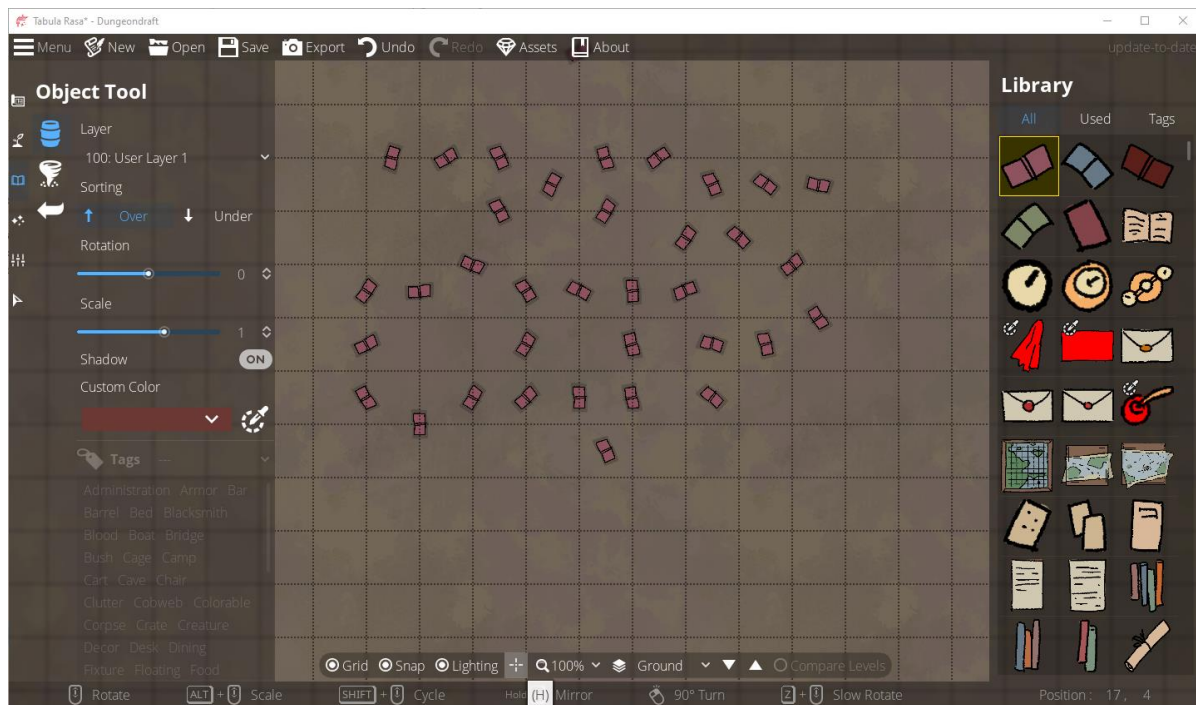 Tabula Rasa* - Dungeondraft
Menu New Open Save Export Undo Redo Assets About update-to-date
Object Tool
Layer
100: User Layer 1
Sorting
Over Under
Rotation
0
Scale
1
Shadow ON
Custom Color
Tags ---
Administration Armor Bar
Barrel Bed Blacksmith
Blood Boat Bridge
Bush Cage Camp
Cart Cave Chair
Clutter Cobweb Colorable
Corpse Crate Creature
Decor Desk Dining
Fixture Floating Food
Library
All Used Tags
Grid Snap Lighting 100% Ground Compare Levels
Rotate ALT + Scale SHIFT + Cycle Hold (H) Mirror 90° Turn Z + Slow Rotate Position : 17, 4